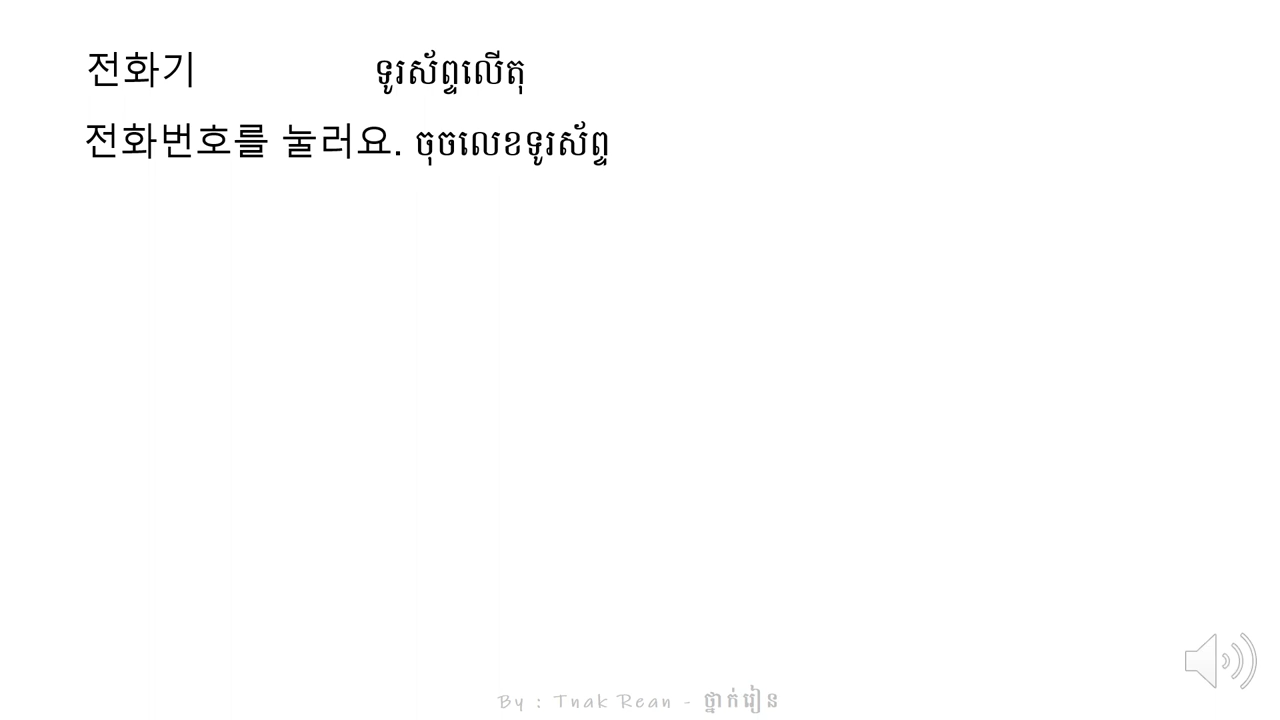 전화기 ទូរស័ព្ទលើតុ
전화번호를 눌러요. ចុចលេខទូរស័ព្ទ
By : Tnak Rean - ថ្នាក់រៀន